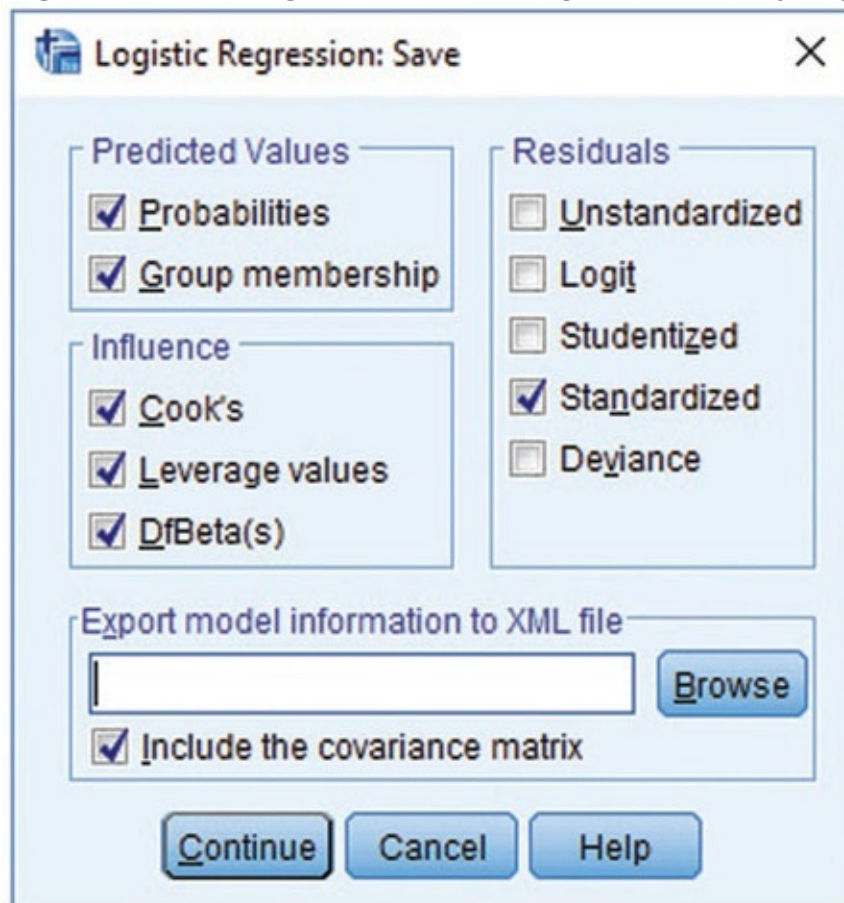 Logistic Regression: Save
Predicted Values
Probabilities
Group membership
Influence
Cook's
Leverage values
DfBeta(s)
Residuals
Unstandardized
Logit
Studentized
Standardized
Deviance
Export model information to XML file
Browse
Include the covariance matrix
Continue Cancel Help